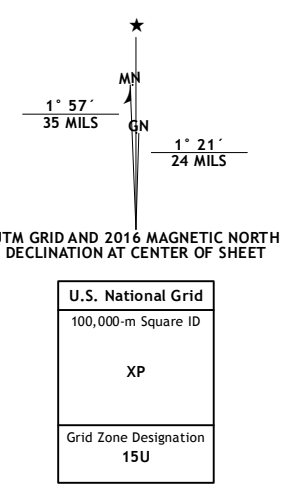 ★
MN
1° 57´
35 MILS
GN
1° 21´
24 MILS
UTM GRID AND 2016 MAGNETIC NORTH
DECLINATION AT CENTER OF SHEET
U.S. National Grid
100,000-m Square ID
XP
Grid Zone Designation
15U